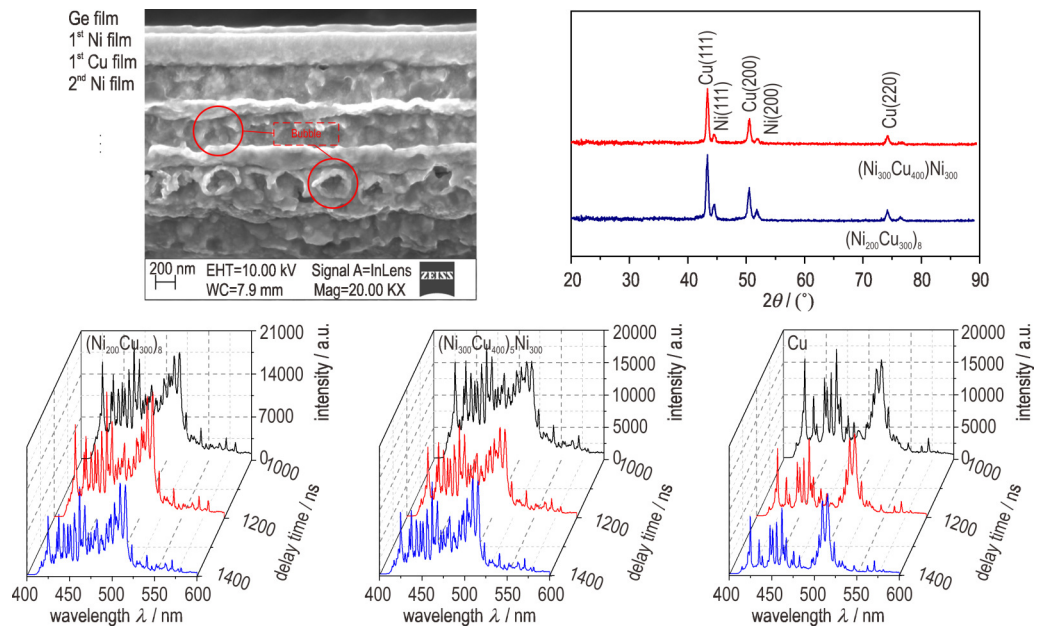 Ge film
1st Ni film
1st Cu film
2nd Ni film
Bubble
200 nm
EHT=10.00 kV
Signal A=InLens
WC=7.9 mm
Mag=20.00 KX
ZEISS
Cu(111)
Ni(111)
Cu(200)
Ni(200)
Cu(220)
(Ni300Cu400)Ni300
(Ni200Cu300)8
20 30 40 50 60 70 80 90
2θ / (°)
(Ni200Cu300)8
21000
14000
7000
0
intensity / a.u.
1000
1200
1400
delay time / ns
400 450 500 550 600
wavelength λ / nm
(Ni300Cu400)5Ni300
20000
15000
10000
5000
0
intensity / a.u.
1000
1200
1400
delay time / ns
400 450 500 550 600
wavelength λ / nm
Cu
20000
15000
10000
5000
0
intensity / a.u.
1000
1200
1400
delay time / ns
400 450 500 550 600
wavelength λ / nm